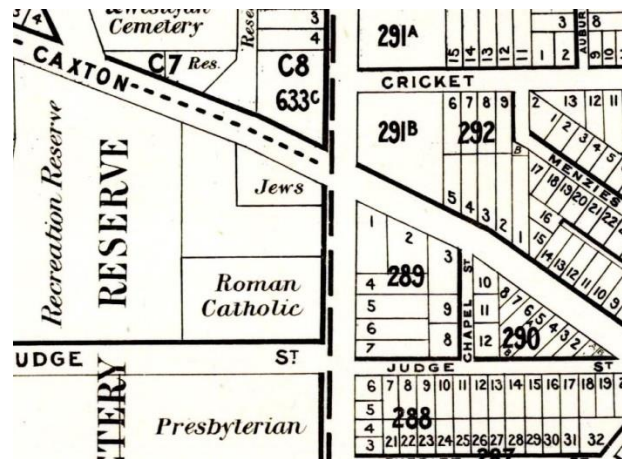 Cemetery
Reserve
3
4
3
4
CAXTON
C7 Res.
C8
633C
291A
15 14 13 12 11
1 2
3
8
9 10 11
CRICKET
291B
6 7 8 9
292
5 4 3 2 1
B
2 13 12 11
1 2 3 4 5
MENZIES
17 18 19 20 21 22
16
15
14 13 12 11 10 9
Recreation Reserve
RESERVE
Jews
Roman
Catholic
1
2
3
289
4
5
6
7
9
8
CHAPEL ST
10
11
12
8 7 6 5 4 3 2
290
UDGE ST
JUDGE ST
TERY
Presbyterian
6 7 8 9 10 11 12 13 14 15 16 17 18 19
5
4
3
288
21 22 23 24 25 26 27 28 29 30 31 32